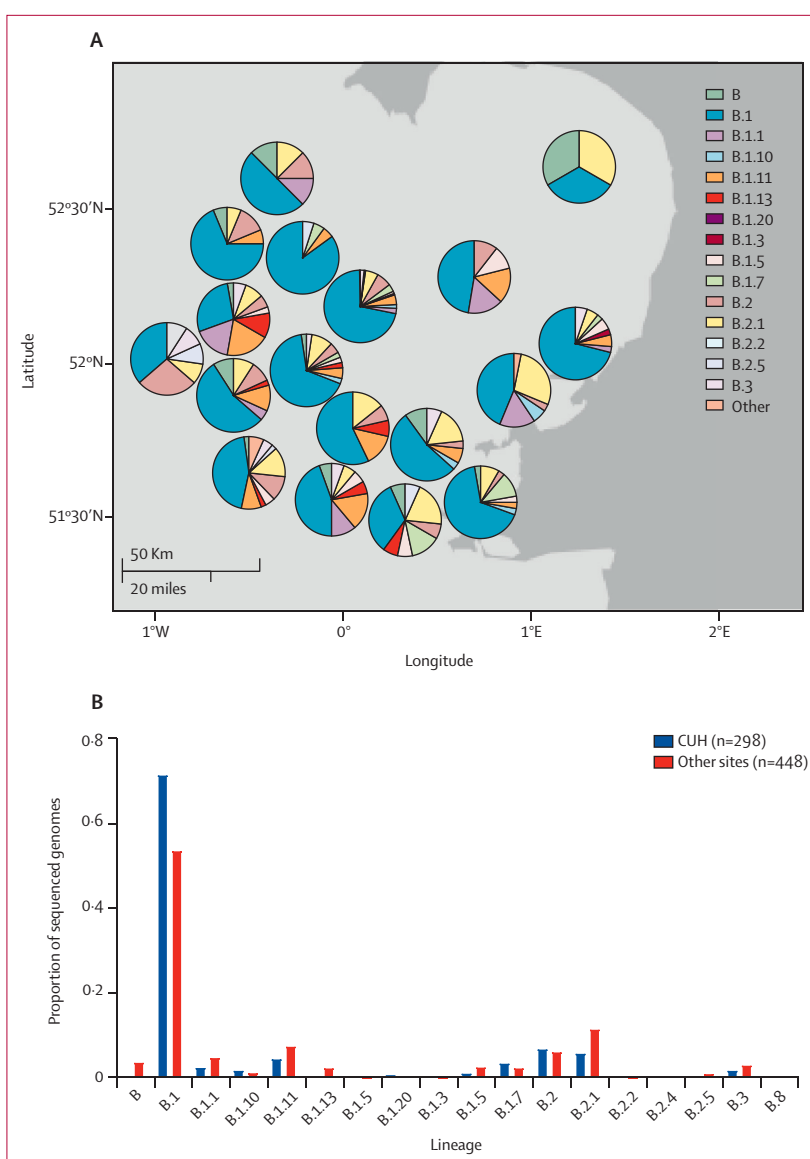 A
52°30′N
52°N
51°30′N
Latitude
50 Km
20 miles
1°W
0°
1°E
2°E
Longitude
B
B.1
B.1.1
B.1.10
B.1.11
B.1.13
B.1.20
B.1.3
B.1.5
B.1.7
B.2
B.2.1
B.2.2
B.2.5
B.3
Other
B
0·8
0·6
0·4
0·2
0
Proportion of sequenced genomes
CUH (n=298)
Other sites (n=448)
B
B.1
B.1.1
B.1.10
B.1.11
B.1.13
B.1.5
B.1.20
B.1.3
B.1.5
B.1.7
B.2
B.2.1
B.2.2
B.2.4
B.2.5
B.3
B.8
Lineage